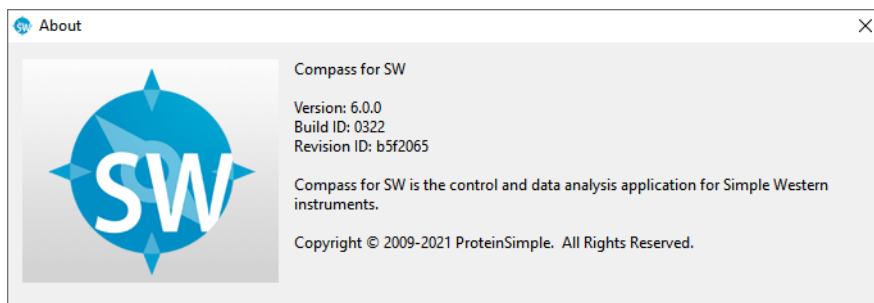 About
SW
Compass for SW
Version: 6.0.0
Build ID: 0322
Revision ID: b5f2065
Compass for SW is the control and data analysis application for Simple Western
instruments.
Copyright © 2009-2021 ProteinSimple.  All Rights Reserved.